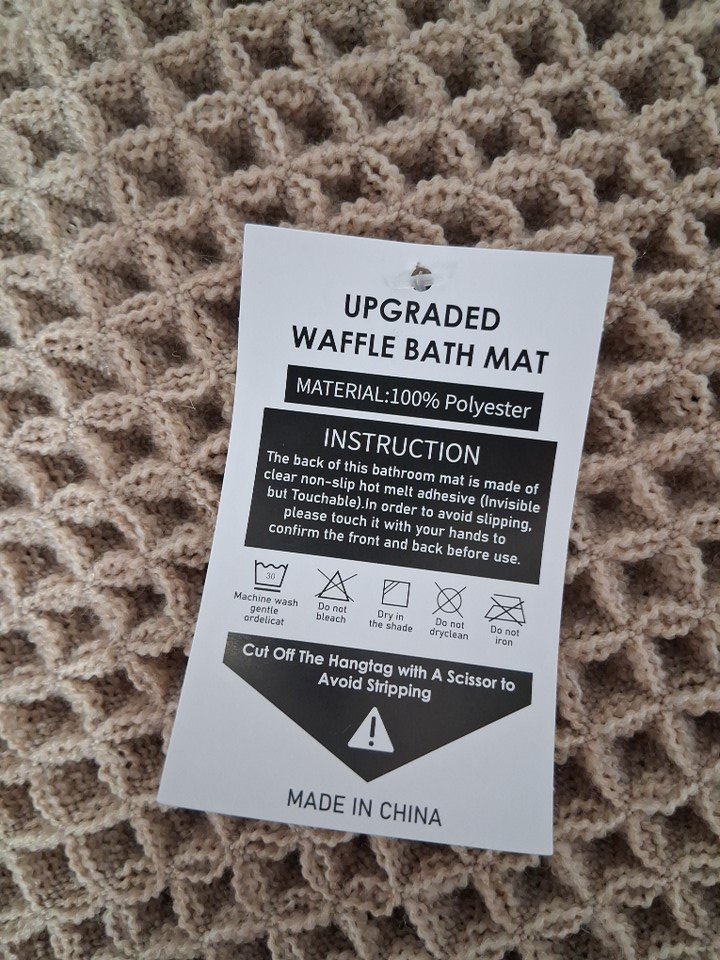 UPGRADED
WAFFLE BATH MAT
MATERIAL:100% Polyester
INSTRUCTION
The back of this bathroom mat is made of
clear non-slip hot melt adhesive (Invisible
but Touchable).In order to avoid slipping,
please touch it with your hands to
confirm the front and back before use.
30
Machine wash
gentle
ordelicat
Do not
bleach
Dry in
the shade
Do not
dryclean
Do not
iron
Cut Off The Hangtag with A Scissor to
Avoid Stripping
MADE IN CHINA